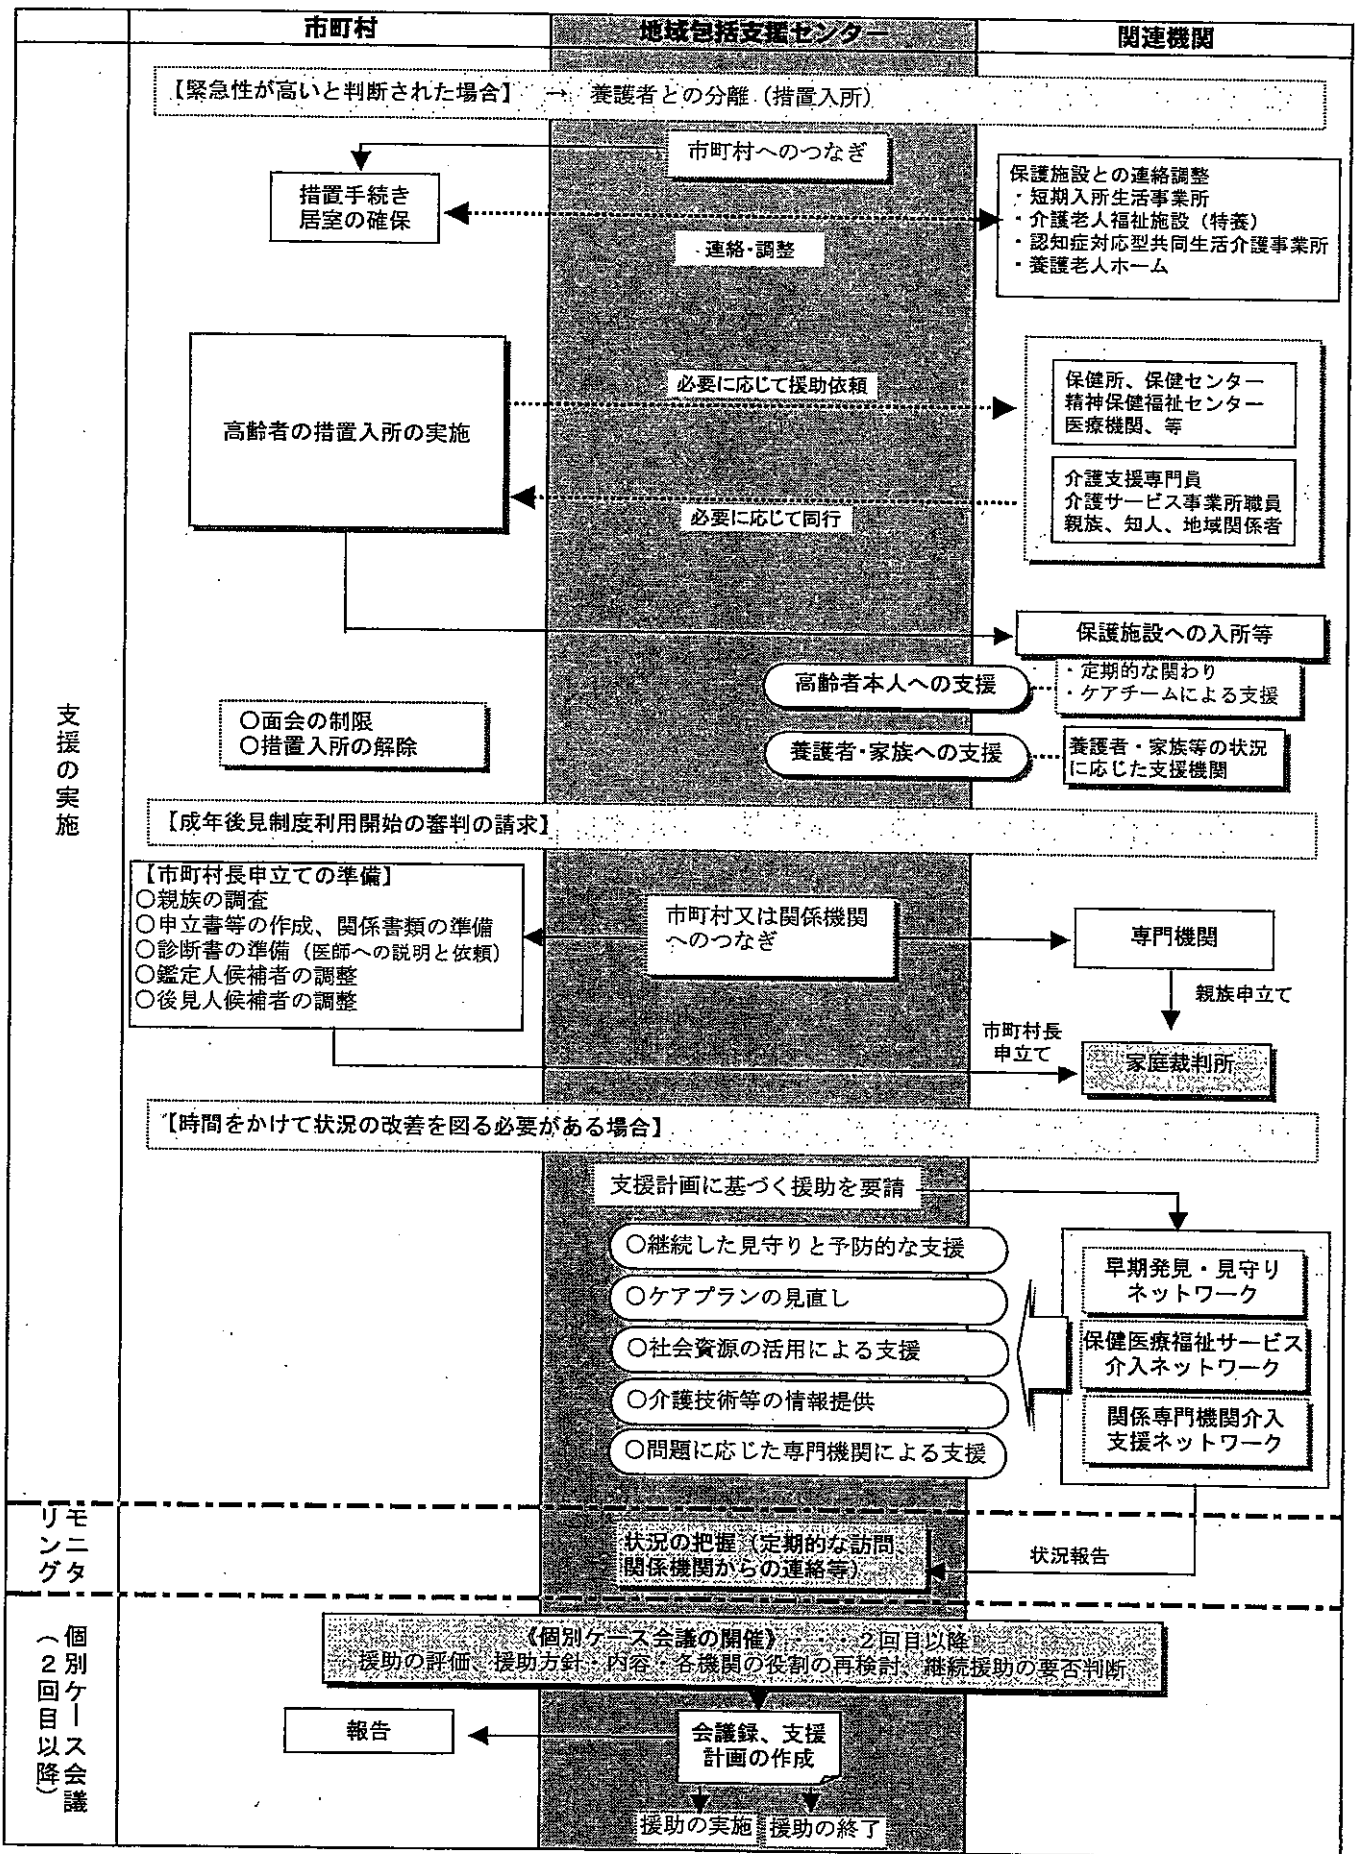 市町村
地域包括支援センター
関連機関
【緊急性が高いと判断された場合】 → 養護者との分離（措置入所）
市町村へのつなぎ
措置手続き
居室の確保
連絡・調整
保護施設との連絡調整
・短期入所生活事業所
・介護老人福祉施設（特養）
・認知症対応型共同生活介護事業所
・養護老人ホーム
高齢者の措置入所の実施
必要に応じて援助依頼
必要に応じて同行
保健所、保健センター
精神保健福祉センター
医療機関、等
介護支援専門員
介護サービス事業所職員
親族、知人、地域関係者
保護施設への入所等
高齢者本人への支援
・定期的な関わり
・ケアチームによる支援
支援の実施
○面会の制限
○措置入所の解除
養護者・家族への支援
養護者・家族等の状況
に応じた支援機関
【成年後見制度利用開始の審判の請求】
【市町村長申立ての準備】
○親族の調査
○申立書等の作成、関係書類の準備
○診断書の準備（医師への説明と依頼）
○鑑定人候補者の調整
○後見人候補者の調整
市町村又は関係機関
へのつなぎ
専門機関
親族申立て
市町村長
申立て
家庭裁判所
【時間をかけて状況の改善を図る必要がある場合】
支援計画に基づく援助を要請
○継続した見守りと予防的な支援
○ケアプランの見直し
○社会資源の活用による支援
○介護技術等の情報提供
○問題に応じた専門機関による支援
早期発見・見守り
ネットワーク
保健医療福祉サービス
介入ネットワーク
関係専門機関介入
支援ネットワーク
モニタ
リング
状況の把握（定期的な訪問、
関係機関からの連絡等）
状況報告
個別ケース会議
（２回目以降）
《個別ケース会議の開催》・・・２回目以降
援助の評価、援助方針・内容・各機関の役割の再検討、継続援助の要否判断
報告
会議録、支援
計画の作成
援助の実施
援助の終了